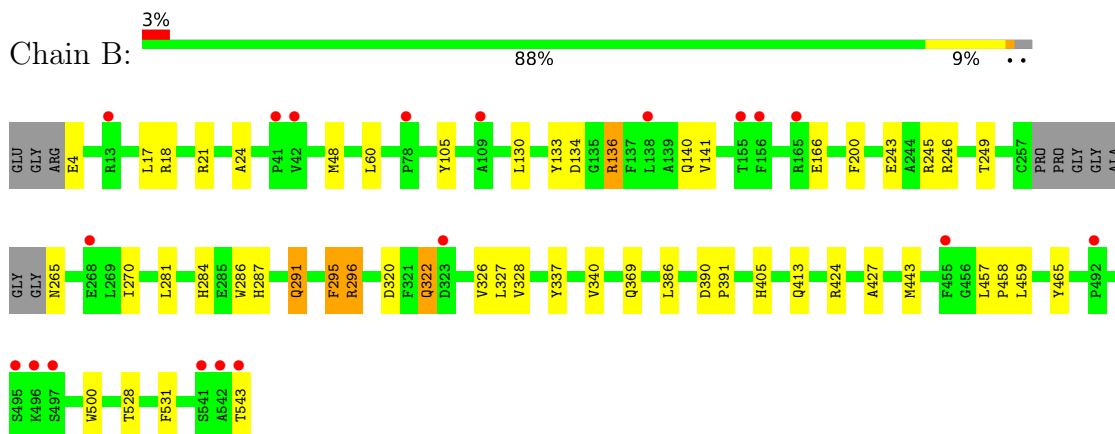 3%
Chain B:
88% 9% • •
GLU GLY ARG E4 R13 L17 R18 R21 A24 P41 V42 M48 L60 P78 Y105 A109 L130 Y133 D134 G135 R136 F137 L138 A139 Q140 V141 T155 F156 R165 E166 F200 E243 A244 R245 R246 T249 C257 PRO PRO GLY GLY ALA
GLY GLY N265 E268 L269 I270 L281 H284 E285 W286 H287 Q291 F295 R296 D320 F321 Q322 D323 V326 L327 V328 Y337 V340 Q369 L386 D390 P391 H405 Q413 R424 A427 M443 F455 G456 L457 P458 L459 Y465 P492
S495 K496 S497 W500 T528 F531 S541 A542 T543